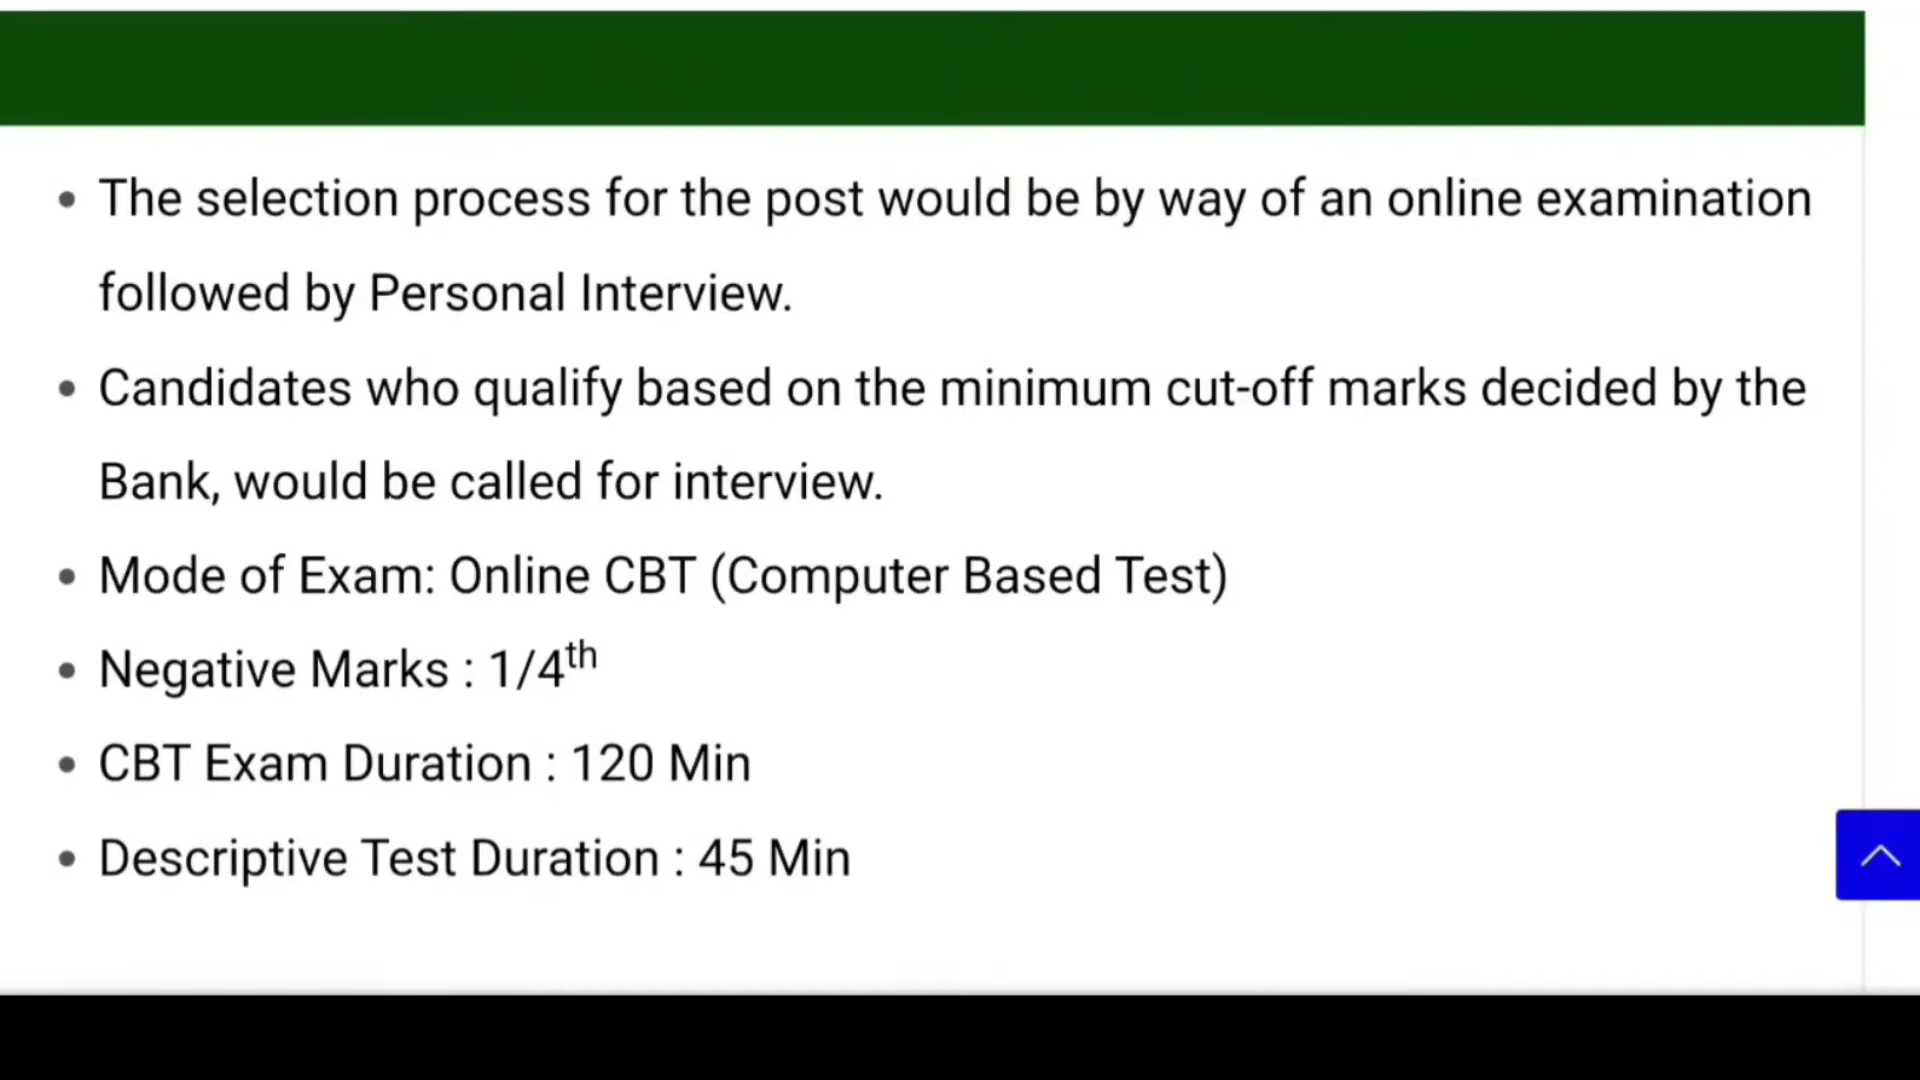 • The selection process for the post would be by way of an online examination
followed by Personal Interview.
• Candidates who qualify based on the minimum cut-off marks decided by the
Bank, would be called for interview.
• Mode of Exam: Online CBT (Computer Based Test)
• Negative Marks : 1/4th
• CBT Exam Duration : 120 Min
• Descriptive Test Duration : 45 Min